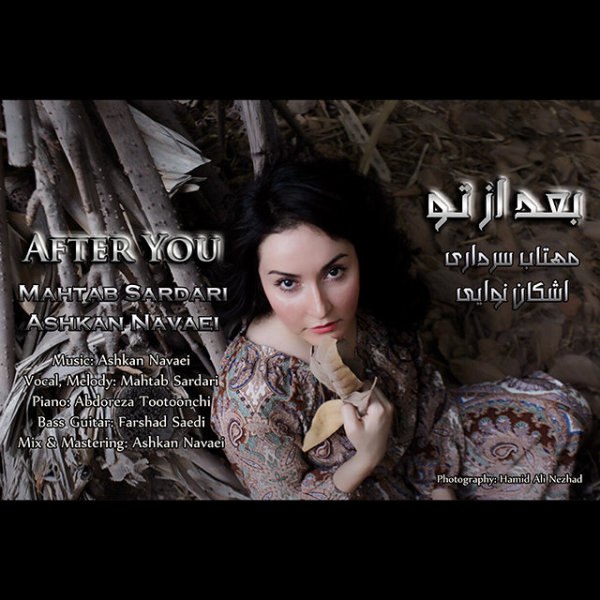 AFTER YOU
MAHTAB SARDARI
ASHKAN NAVAEI
Music: Ashkan Navaei
Vocal, Melody: Mahtab Sardari
Piano: Abdoreza Tootoonchi
Bass Guitar: Farshad Saedi
Mix & Mastering: Ashkan Navaei
بعد از تو
مهتاب سرداری
اشکان نوایی
Photography: Hamid Ali Nezhad